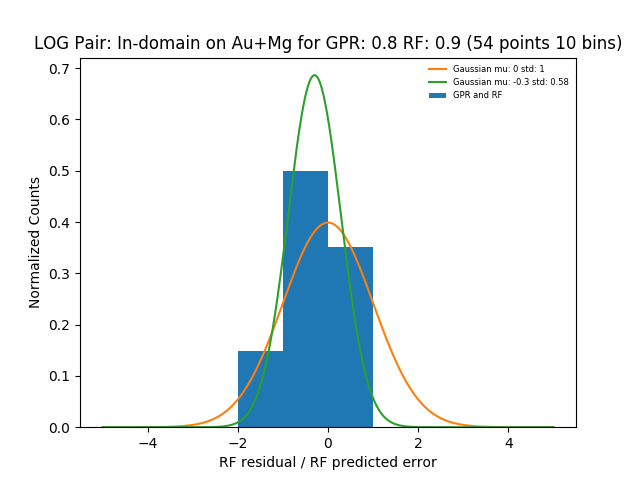 LOG Pair: In-domain on Au+Mg for GPR: 0.8 RF: 0.9 (54 points 10 bins)
Gaussian mu: 0 std: 1
Gaussian mu: -0.3 std: 0.58
GPR and RF
Normalized Counts
0.7
0.6
0.5
0.4
0.3
0.2
0.1
0.0
−4 −2 0 2 4
RF residual / RF predicted error